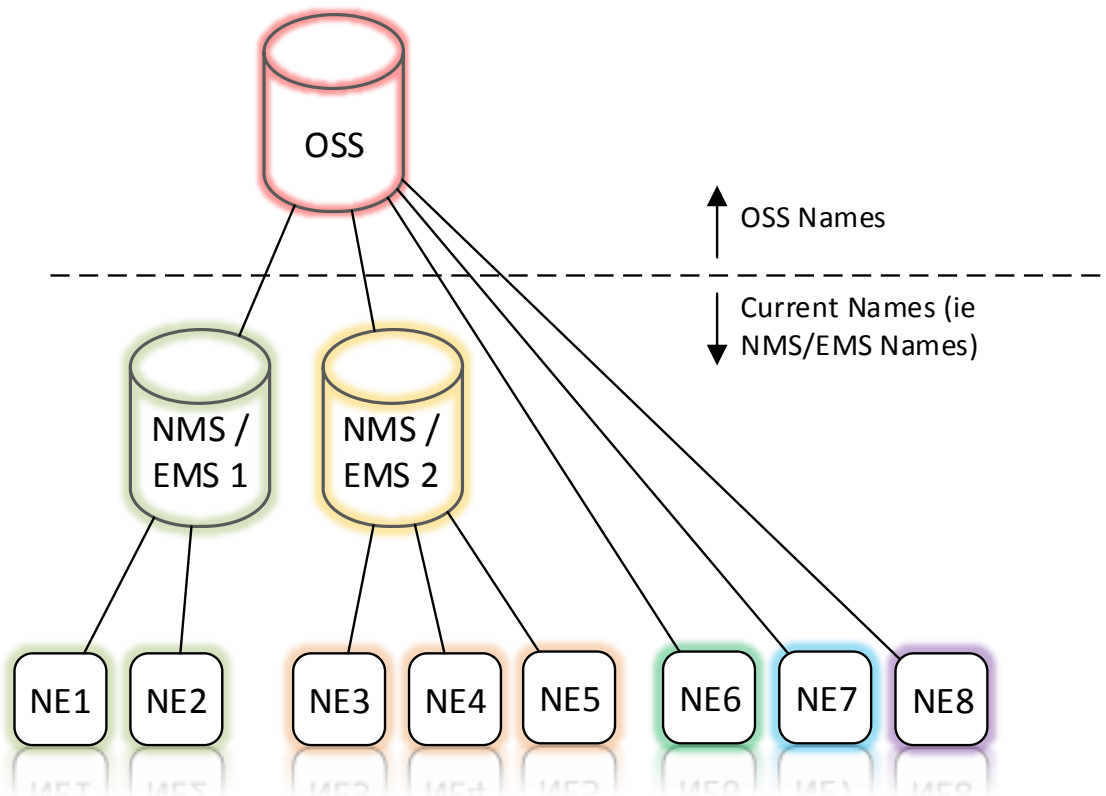 OSS
OSS Names
Current Names (ie
NMS/EMS Names)
NMS /
EMS 1
NMS /
EMS 2
NE1
NE2
NE3
NE4
NE5
NE6
NE7
NE8